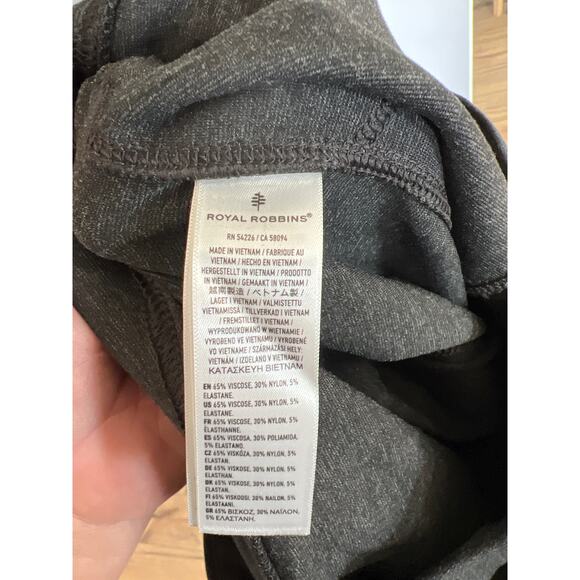 ROYAL ROBBINS®
RN 54226 / CA 58094
MADE IN VIETNAM / FABRIQUE AU
VIETNAM / HECHO EN VIETNAM /
HERGESTELLT IN VIETNAM / PRODOTTO
IN VIETNAM / GEMAAKT IN VIETNAM /
越南製造 / ベトナム製 /
LAGET I VIETNAM / VALMISTETTU
VIETNAMISSA / TILLVERKAD I VIETNAM
/ FREMSTILLET I VIETNAM /
WYPRODUKOWANO W WIETNAMIE /
VYROBENO VE VIETNAMU / VYROBENÉ
VO VIETNAME / SZÁRMAZÁSI HELY:
VIETNÁM / IZDELANO V VIETNAMU /
ΚΑΤΑΣΚΕΥΗ ΒΙΕΤΝΑΜ
EN 65% VISCOSE, 30% NYLON, 5%
ELASTANE.
US 65% VISCOSE, 30% NYLON, 5%
ELASTANE.
FR 65% VISCOSE, 30% NYLON, 5%
ÉLASTHANNE.
ES 65% VISCOSA, 30% POLIAMIDA,
5% ELASTANO.
CZ 65% VISKÓZA, 30% NYLON, 5%
ELASTAN.
DE 65% VISKOSE, 30% NYLON, 5%
ELASTHAN.
DK 65% VISKOSE, 30% NYLON, 5%
ELASTAN.
FI 65% VISKOOSI, 30% NAILON, 5%
ELASTAANI.
GR 65% ΒΙΣΚΟΖ, 30% ΝΑΪΛΟΝ,
5% ΕΛΑΣΤΑΝΗ.